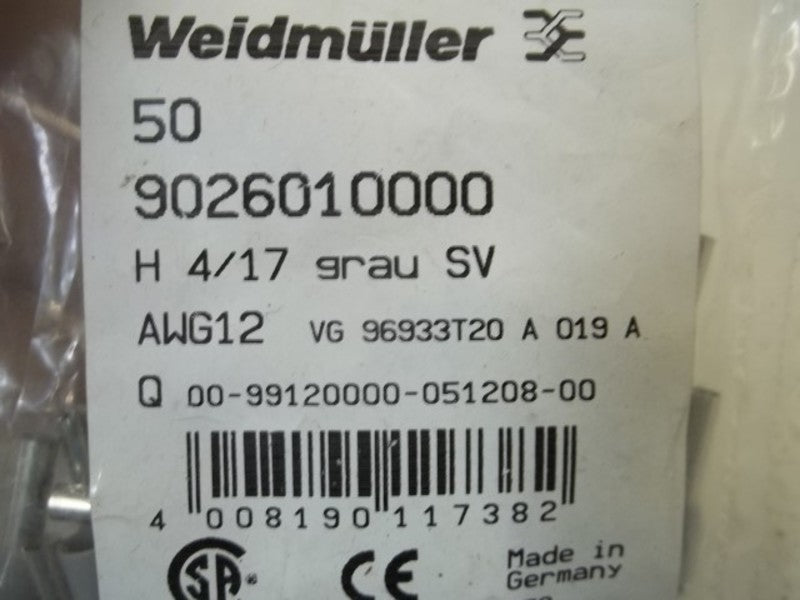 Weidmüller
50
9026010000
H 4/17 grau SV
AWG12 VG 96933T20 A 019 A
Q 00-99120000-051208-00
4 008190 117382
SA® CE Made in
Germany